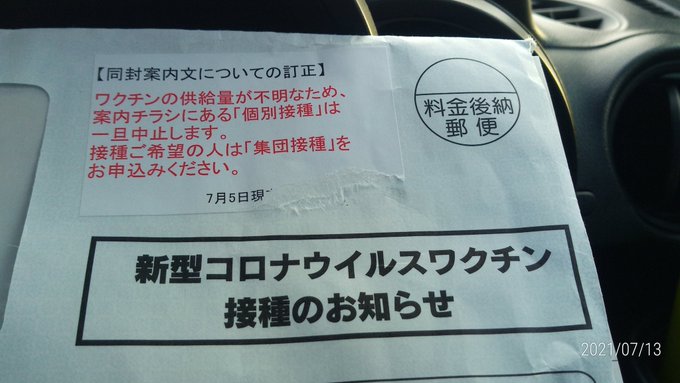 【同封案内文についての訂正】
ワクチンの供給量が不明なため、
案内チラシにある「個別接種」は
一旦中止します。
接種ご希望の人は「集団接種」を
お申込みください。
7月5日現
料金後納
郵便
新型コロナウイルスワクチン
接種のお知らせ
2021/07/13